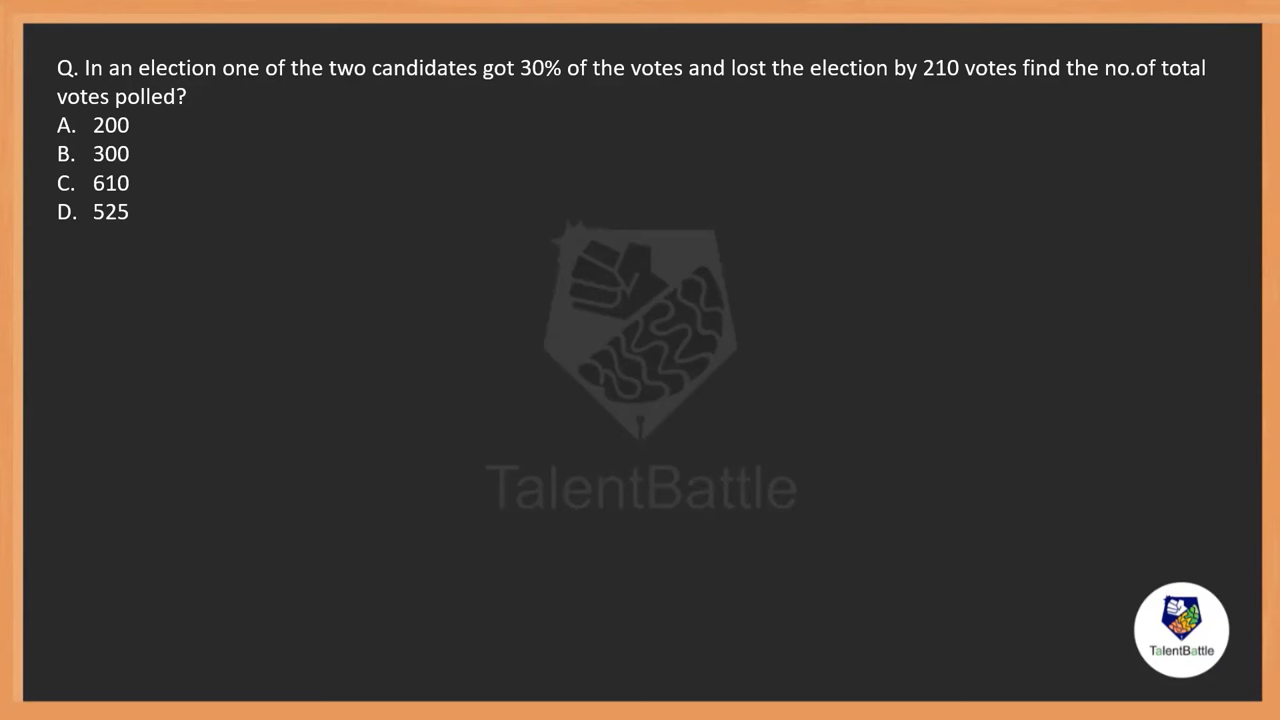 Q. In an election one of the two candidates got 30% of the votes and lost the election by 210 votes find the no.of total
votes polled?
A. 200
B. 300
C. 610
D. 525
TalentBattle
TalentBattle